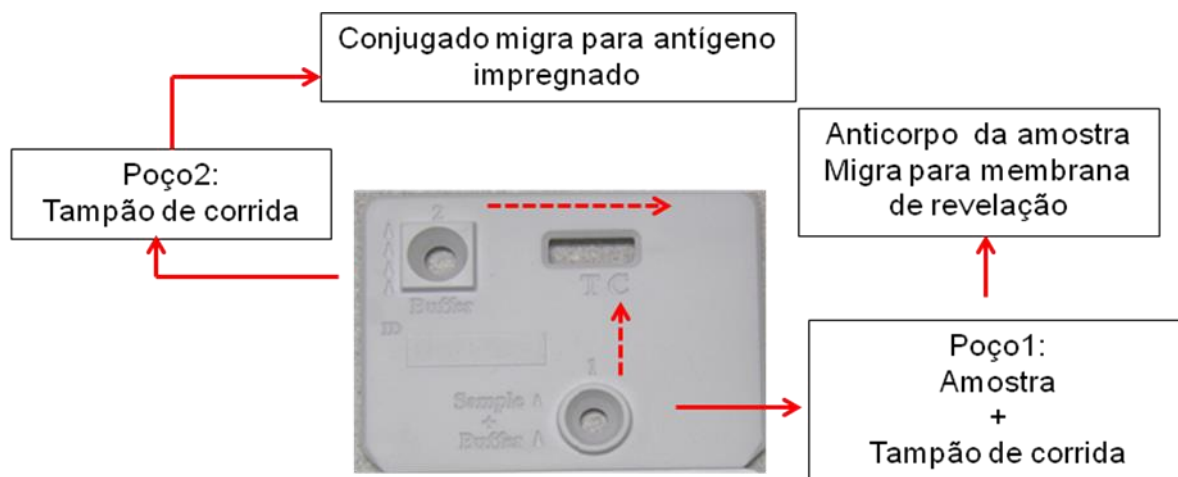 Conjugado migra para antígeno
impregnado
Poço2:
Tampão de corrida
Anticorpo da amostra
Migra para membrana
de revelação
2
Buffer
T C
ID
1
Sample
+
Buffer
Poço1:
Amostra
+
Tampão de corrida